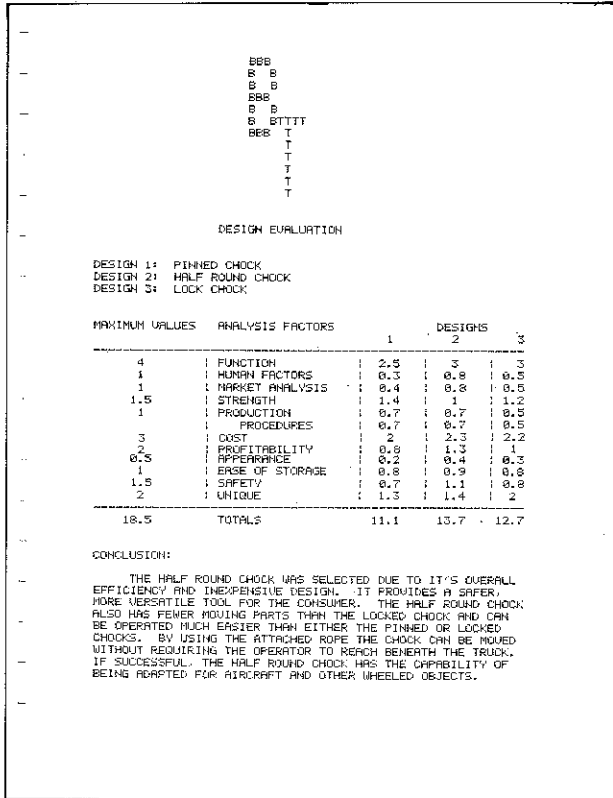 BBB
B  B
B  B
BBB
B  B
B  BTTTT
BBB  T
T
T
T
T
T
DESIGN EVALUATION
DESIGN 1:  PINNED CHOCK
DESIGN 2:  HALF ROUND CHOCK
DESIGN 3:  LOCK CHOCK
MAXIMUM VALUES  ANALYSIS FACTORS  DESIGNS
1  2  3
4 | FUNCTION | 2.5 | 3 | 3
1 | HUMAN FACTORS | 0.3 | 0.8 | 0.5
1 | MARKET ANALYSIS | 0.4 | 0.8 | 0.5
1.5 | STRENGTH | 1.4 | 1 | 1.2
1 | PRODUCTION | 0.7 | 0.7 | 0.5
| PROCEDURES | 0.7 | 0.7 | 0.5
3 | COST | 2 | 2.3 | 2.2
2 | PROFITABILITY | 0.8 | 1.3 | 1
0.5 | APPEARANCE | 0.2 | 0.4 | 0.3
1 | EASE OF STORAGE | 0.8 | 0.9 | 0.8
1.5 | SAFETY | 0.7 | 1.1 | 0.8
2 | UNIQUE | 1.3 | 1.4 | 2
18.5  TOTALS  11.1  13.7  12.7
CONCLUSION:
THE HALF ROUND CHOCK WAS SELECTED DUE TO IT'S OVERALL
EFFICIENCY AND INEXPENSIVE DESIGN.  IT PROVIDES A SAFER,
MORE VERSATILE TOOL FOR THE CONSUMER.  THE HALF ROUND CHOCK
ALSO HAS FEWER MOVING PARTS THAN THE LOCKED CHOCK AND CAN
BE OPERATED MUCH EASIER THAN EITHER THE PINNED OR LOCKED
CHOCKS.  BY USING THE ATTACHED ROPE THE CHOCK CAN BE MOVED
WITHOUT REQUIRING THE OPERATOR TO REACH BENEATH THE TRUCK.
IF SUCCESSFUL, THE HALF ROUND CHOCK HAS THE CAPABILITY OF
BEING ADAPTED FOR AIRCRAFT AND OTHER WHEELED OBJECTS.